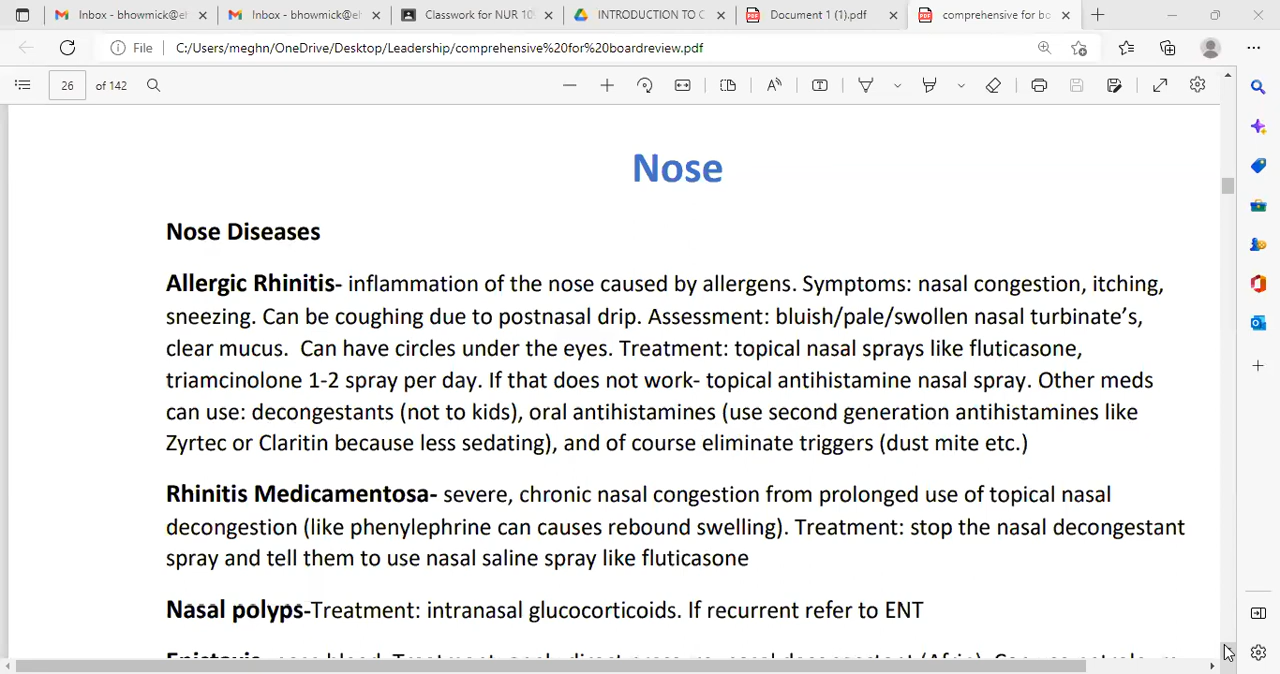 Inbox - bhowmick@el
Inbox - bhowmick@el
Classwork for NUR 10
INTRODUCTION TO C
Document 1 (1).pdf
comprehensive for bo
File
C:/Users/meghn/OneDrive/Desktop/Leadership/comprehensive%20for%20boardreview.pdf
26 of 142
Nose
Nose Diseases
Allergic Rhinitis- inflammation of the nose caused by allergens. Symptoms: nasal congestion, itching,
sneezing. Can be coughing due to postnasal drip. Assessment: bluish/pale/swollen nasal turbinate’s,
clear mucus. Can have circles under the eyes. Treatment: topical nasal sprays like fluticasone,
triamcinolone 1-2 spray per day. If that does not work- topical antihistamine nasal spray. Other meds
can use: decongestants (not to kids), oral antihistamines (use second generation antihistamines like
Zyrtec or Claritin because less sedating), and of course eliminate triggers (dust mite etc.)
Rhinitis Medicamentosa- severe, chronic nasal congestion from prolonged use of topical nasal
decongestion (like phenylephrine can causes rebound swelling). Treatment: stop the nasal decongestant
spray and tell them to use nasal saline spray like fluticasone
Nasal polyps-Treatment: intranasal glucocorticoids. If recurrent refer to ENT